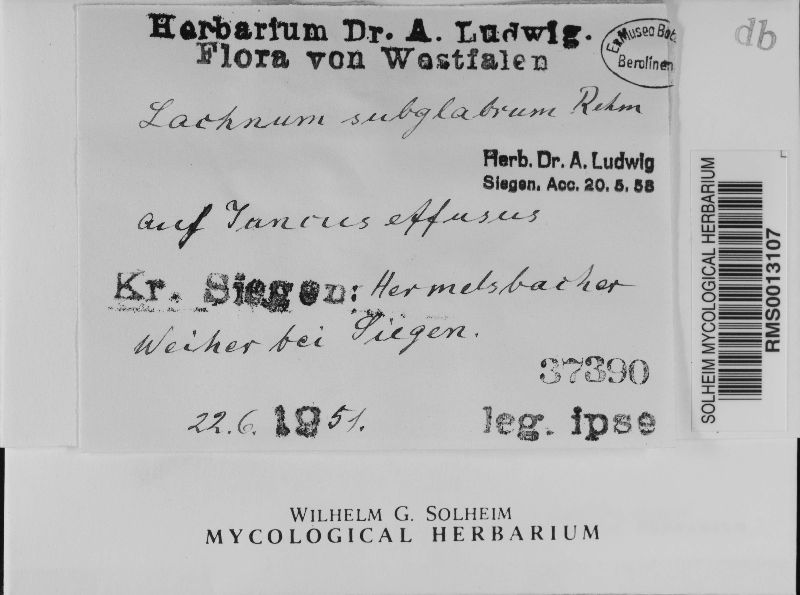 Herbarium Dr. A. Ludwig.
Flora von Westfalen
Ex Museo Bot.
Berolinen
db
Lachnum subglabrum Rehm
Herb. Dr. A. Ludwig
Siegen. Acc. 20. 5. 58
auf Juncus effusus
Kr. Siegen: Hermelsbacher
Weiher bei Siegen.
37390
22.6. 1951.
leg. ipse
SOLHEIM MYCOLOGICAL HERBARIUM
RMS0013107
WILHELM G. SOLHEIM
MYCOLOGICAL HERBARIUM